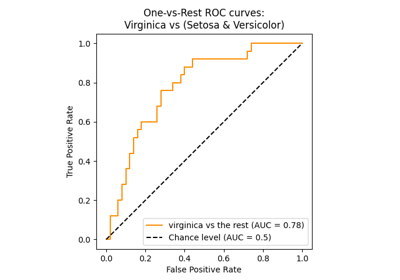 One-vs-Rest ROC curves:
Virginica vs (Setosa & Versicolor)
1.0
0.8
0.6
0.4
0.2
0.0
True Positive Rate
virginica vs the rest (AUC = 0.78)
Chance level (AUC = 0.5)
0.0 0.2 0.4 0.6 0.8 1.0
False Positive Rate